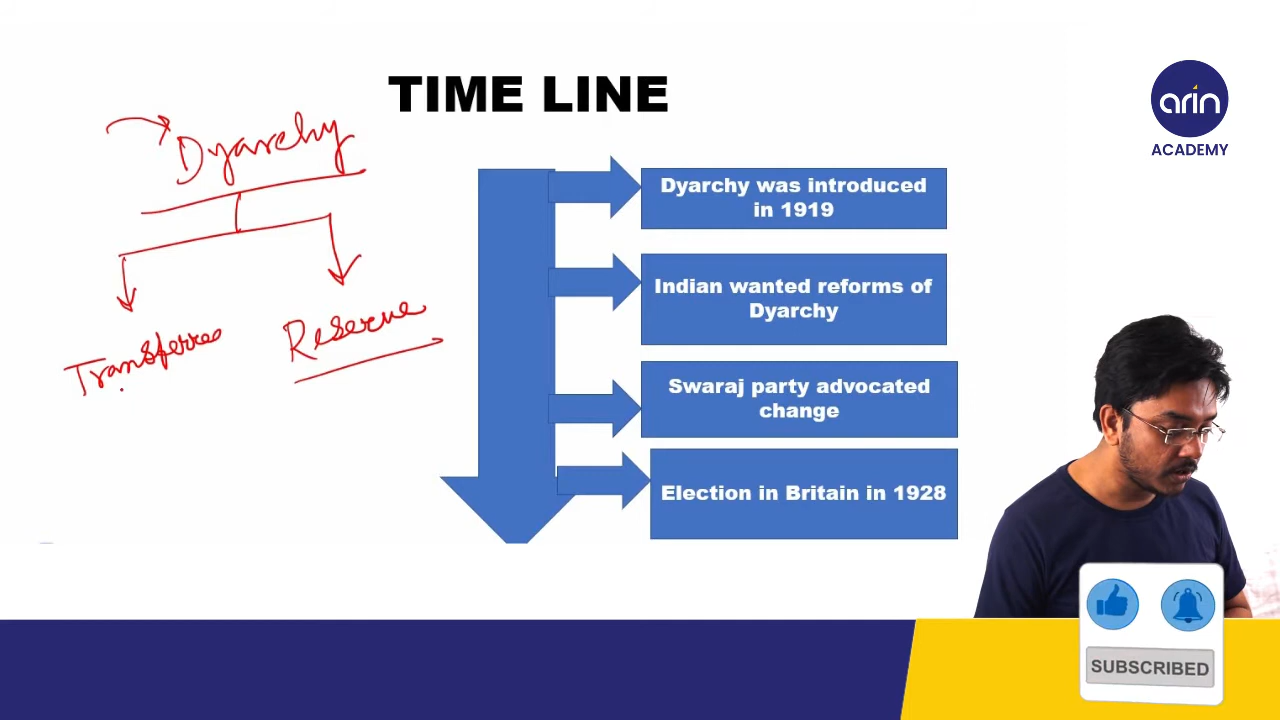 TIME LINE
arin
ACADEMY
Dyarchy
Dyarchy was introduced
in 1919
Indian wanted reforms of
Dyarchy
Transferred
Reserve
Swaraj party advocated
change
Election in Britain in 1928
SUBSCRIBED